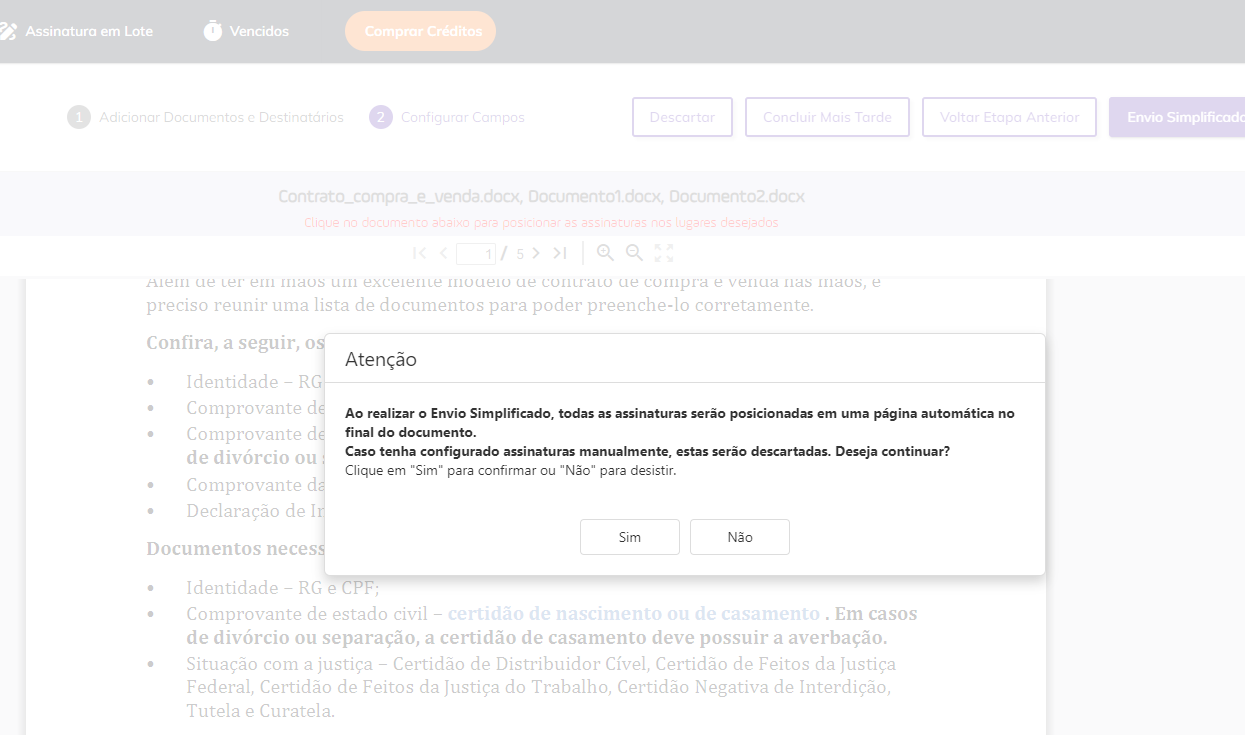 Assinatura em Lote
Vencidos
Comprar Créditos
1 Adicionar Documentos e Destinatários
2 Configurar Campos
Descartar
Concluir Mais Tarde
Voltar Etapa Anterior
Envio Simplificado
Contrato_compra_e_venda.docx, Documento1.docx, Documento2.docx
Clique no documento abaixo para posicionar as assinaturas nos lugares desejados
1 / 5
Além de ter em mãos um excelente modelo de contrato de compra e venda nas mãos, é
preciso reunir uma lista de documentos para poder preenche-lo corretamente.
Confira, a seguir, os
• Identidade – RG
• Comprovante de
• Comprovante de
de divórcio ou
• Comprovante da
• Declaração de
Atenção
Ao realizar o Envio Simplificado, todas as assinaturas serão posicionadas em uma página automática no
final do documento.
Caso tenha configurado assinaturas manualmente, estas serão descartadas. Deseja continuar?
Clique em "Sim" para confirmar ou "Não" para desistir.
Sim
Não
Documentos necess
• Identidade – RG e CPF;
• Comprovante de estado civil – certidão de nascimento ou de casamento . Em casos
de divórcio ou separação, a certidão de casamento deve possuir a averbação.
• Situação com a justiça – Certidão de Distribuidor Cível, Certidão de Feitos da Justiça
Federal, Certidão de Feitos da Justiça do Trabalho, Certidão Negativa de Interdição,
Tutela e Curatela.